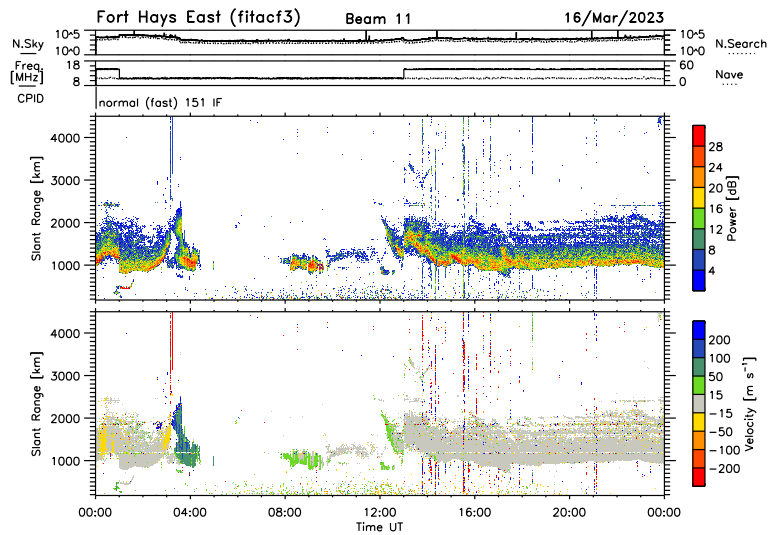 Fort Hays East (fitacf3) Beam 11 16/Mar/2023
N.Sky 10^5 10^0 10^5 10^0 N.Search
Freq. [MHz] 18 8 60 0 Nave
CPID normal (fast) 151 IF
Slant Range [km] 4000 3000 2000 1000
28 24 20 16 12 8 4 Power [dB]
Slant Range [km] 4000 3000 2000 1000
200 100 50 15 −15 −50 −100 −200 Velocity [m s⁻¹]
00:00 04:00 08:00 12:00 16:00 20:00 00:00
Time UT